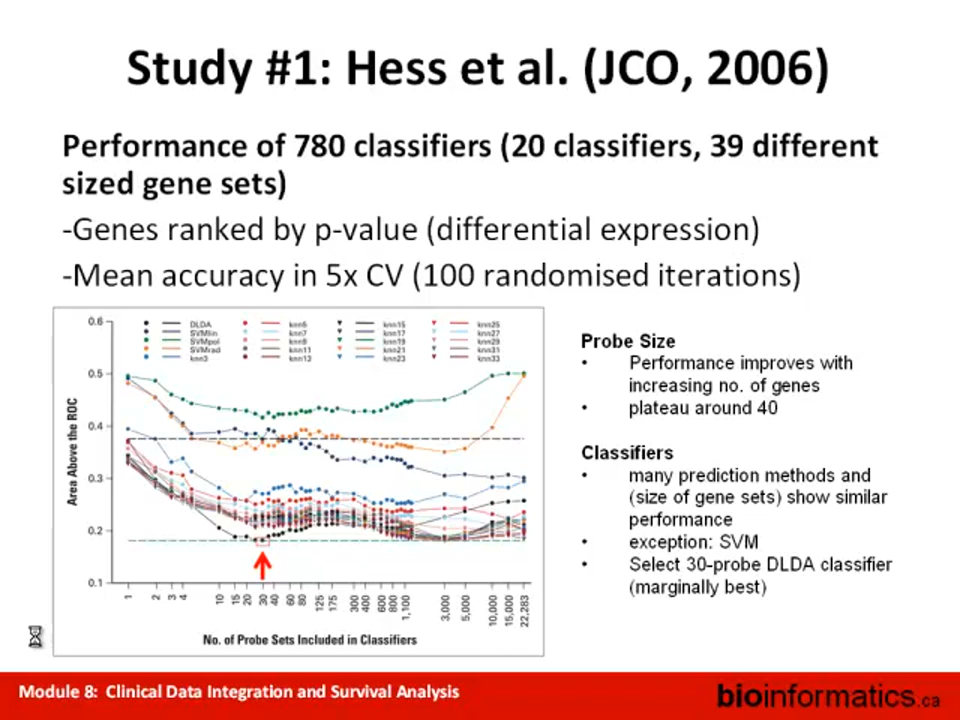 Study #1: Hess et al. (JCO, 2006)
Performance of 780 classifiers (20 classifiers, 39 different
sized gene sets)
-Genes ranked by p-value (differential expression)
-Mean accuracy in 5x CV (100 randomised iterations)
0.6
0.5
0.4
0.3
0.2
0.1
Area Above the ROC
DLDA
SVMlin
SVMpol
SVMrad
knn3
knn5
knn7
knn9
knn11
knn13
knn15
knn17
knn19
knn21
knn23
knn25
knn27
knn29
knn31
knn33
1 2 3 4 10 15 20 30 40 60 80 125 175 300 400 600 800 1,100 3,000 5,000 10,000 15,000 22,283
No. of Probe Sets Included in Classifiers
Probe Size
• Performance improves with
increasing no. of genes
• plateau around 40
Classifiers
• many prediction methods and
(size of gene sets) show similar
performance
• exception: SVM
• Select 30-probe DLDA classifier
(marginally best)
Module 8: Clinical Data Integration and Survival Analysis
bioinformatics.ca